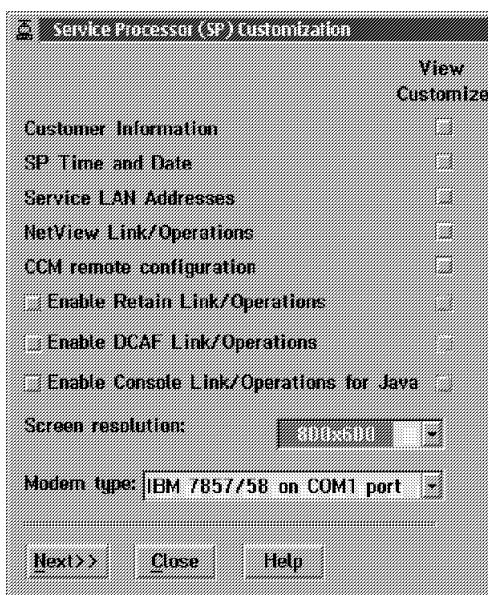 Service Processor (SP) Customization
View
Customize
Customer Information
SP Time and Date
Service LAN Addresses
NetView Link/Operations
CCM remote configuration
Enable Retain Link/Operations
Enable DCAF Link/Operations
Enable Console Link/Operations for Java
Screen resolution: 800x600
Modem type: IBM 7857/58 on COM1 port
Next>> Close Help